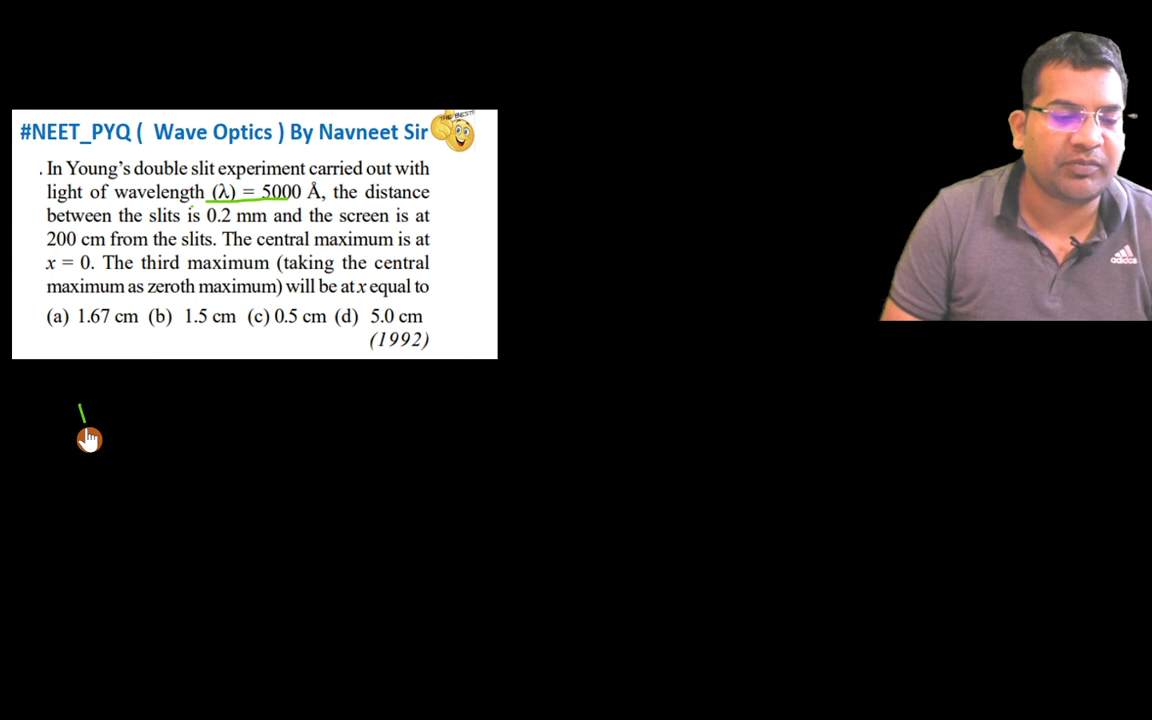 #NEET_PYQ ( Wave Optics ) By Navneet Sir
THE BEST!
. In Young's double slit experiment carried out with
light of wavelength (λ) = 5000 Å, the distance
between the slits is 0.2 mm and the screen is at
200 cm from the slits. The central maximum is at
x = 0. The third maximum (taking the central
maximum as zeroth maximum) will be at x equal to
(a) 1.67 cm (b) 1.5 cm (c) 0.5 cm (d) 5.0 cm
(1992)
adidas